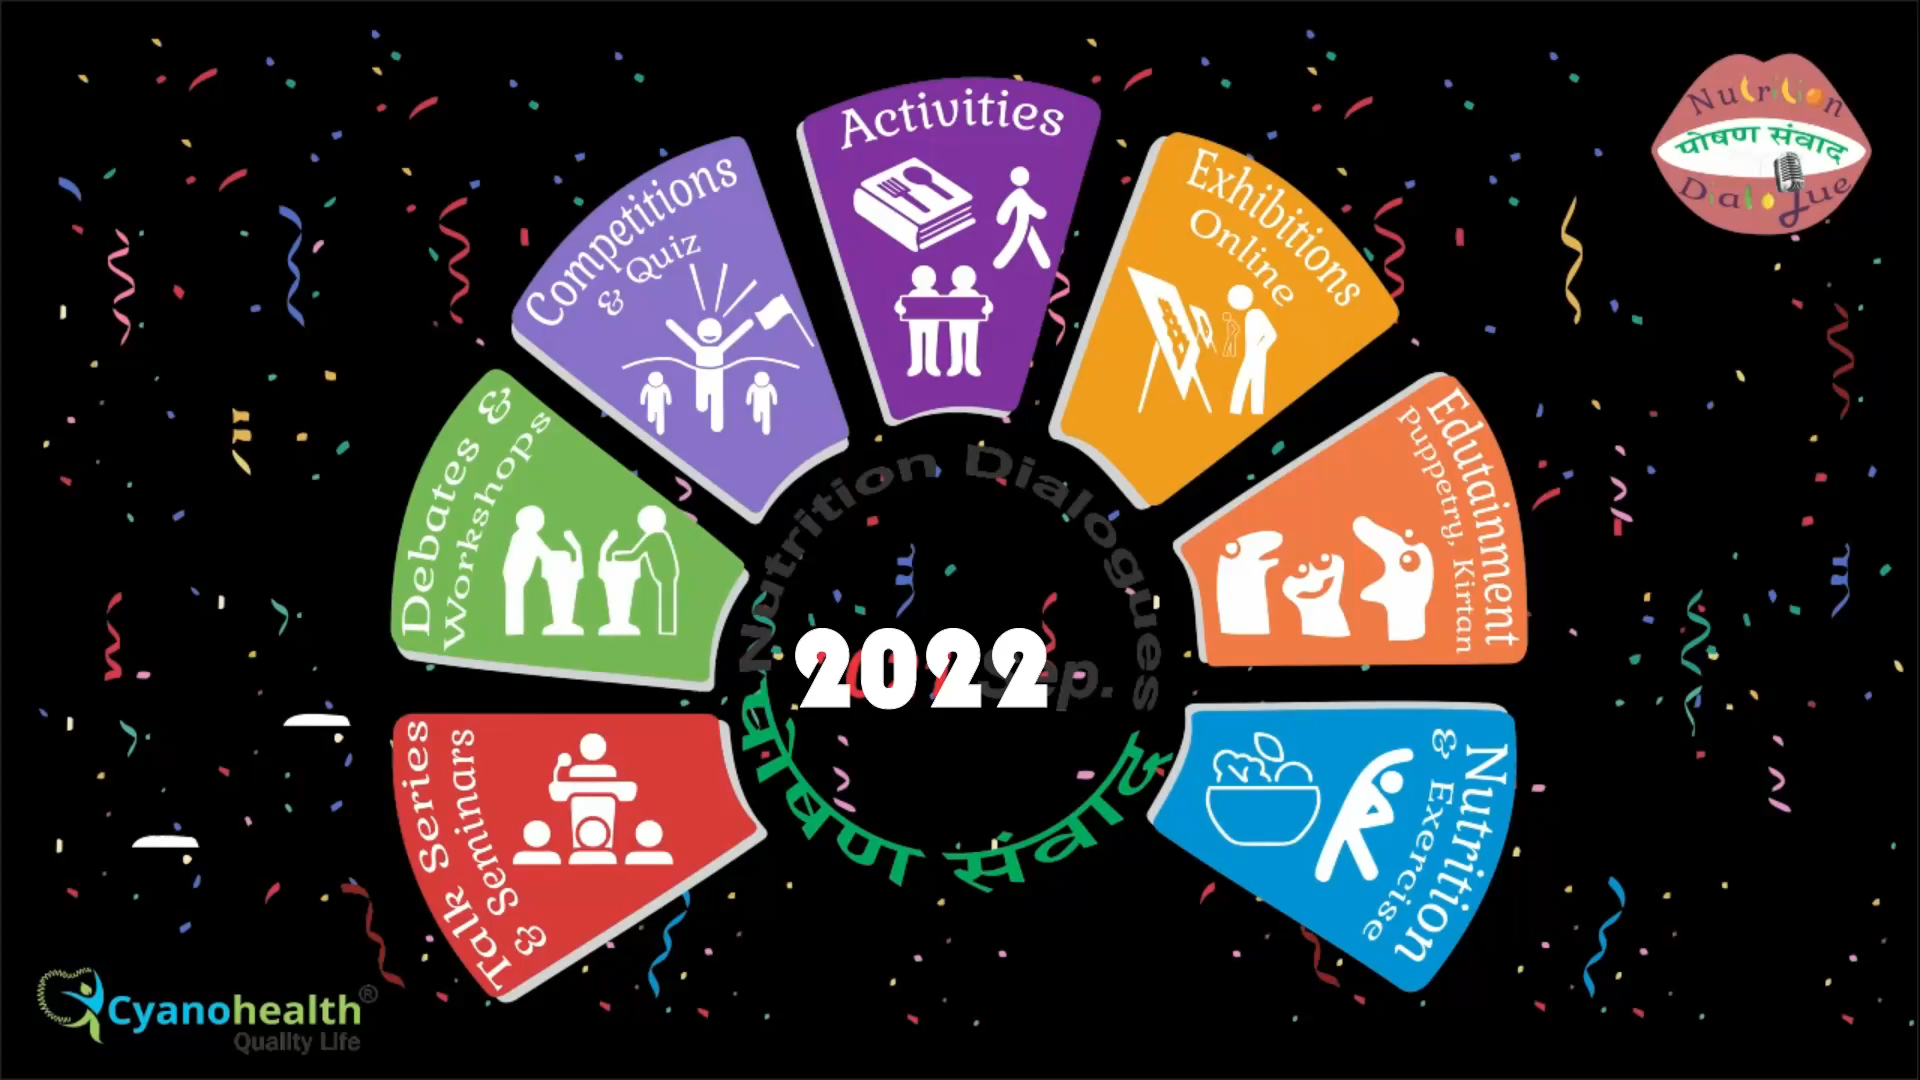 Activities
Competitions
& Quiz
Exhibitions
Online
Debates &
Workshops
Edutainment
Puppetry, Kirtan
Talk Series
& Seminars
Nutrition
& Exercise
Nutrition Dialogues
2022
पोषण संवाद
Nutrition
पोषण संवाद
Dialogue
Cyanohealth®
Quality Life